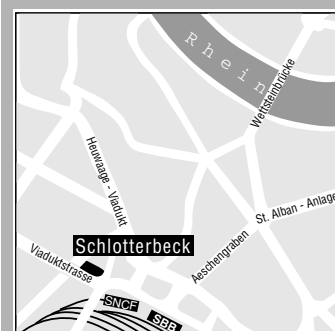 Rhein
Wettsteinbrücke
Heuwaage - Viadukt
St. Alban - Anlage
Schlotterbeck
Aeschengraben
Viaduktstrasse
SNCF
SBB